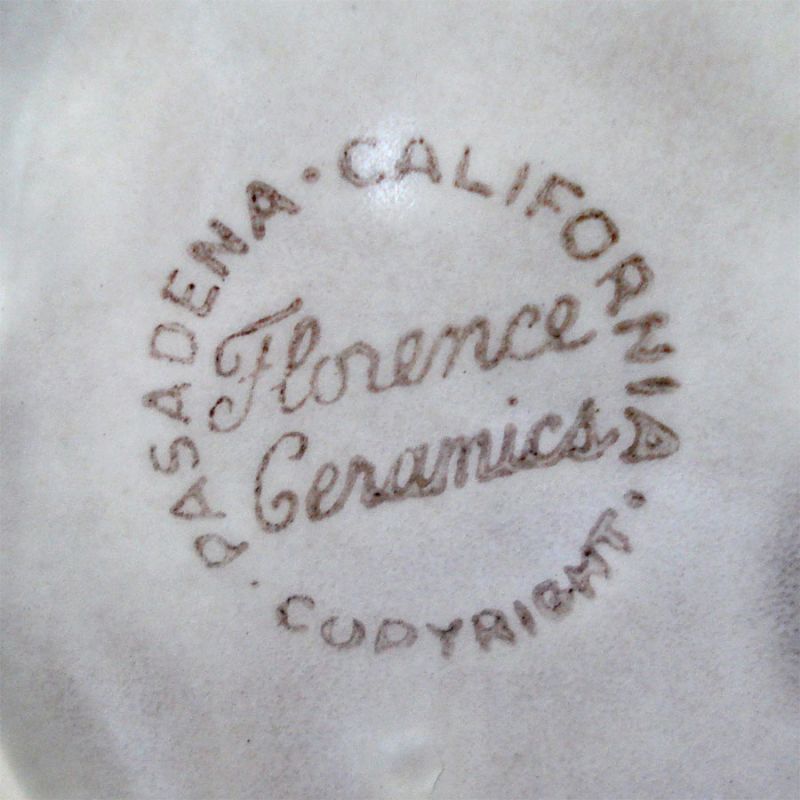 PASADENA · CALIFORNIA ·
Florence
Ceramics
COPYRIGHT ·